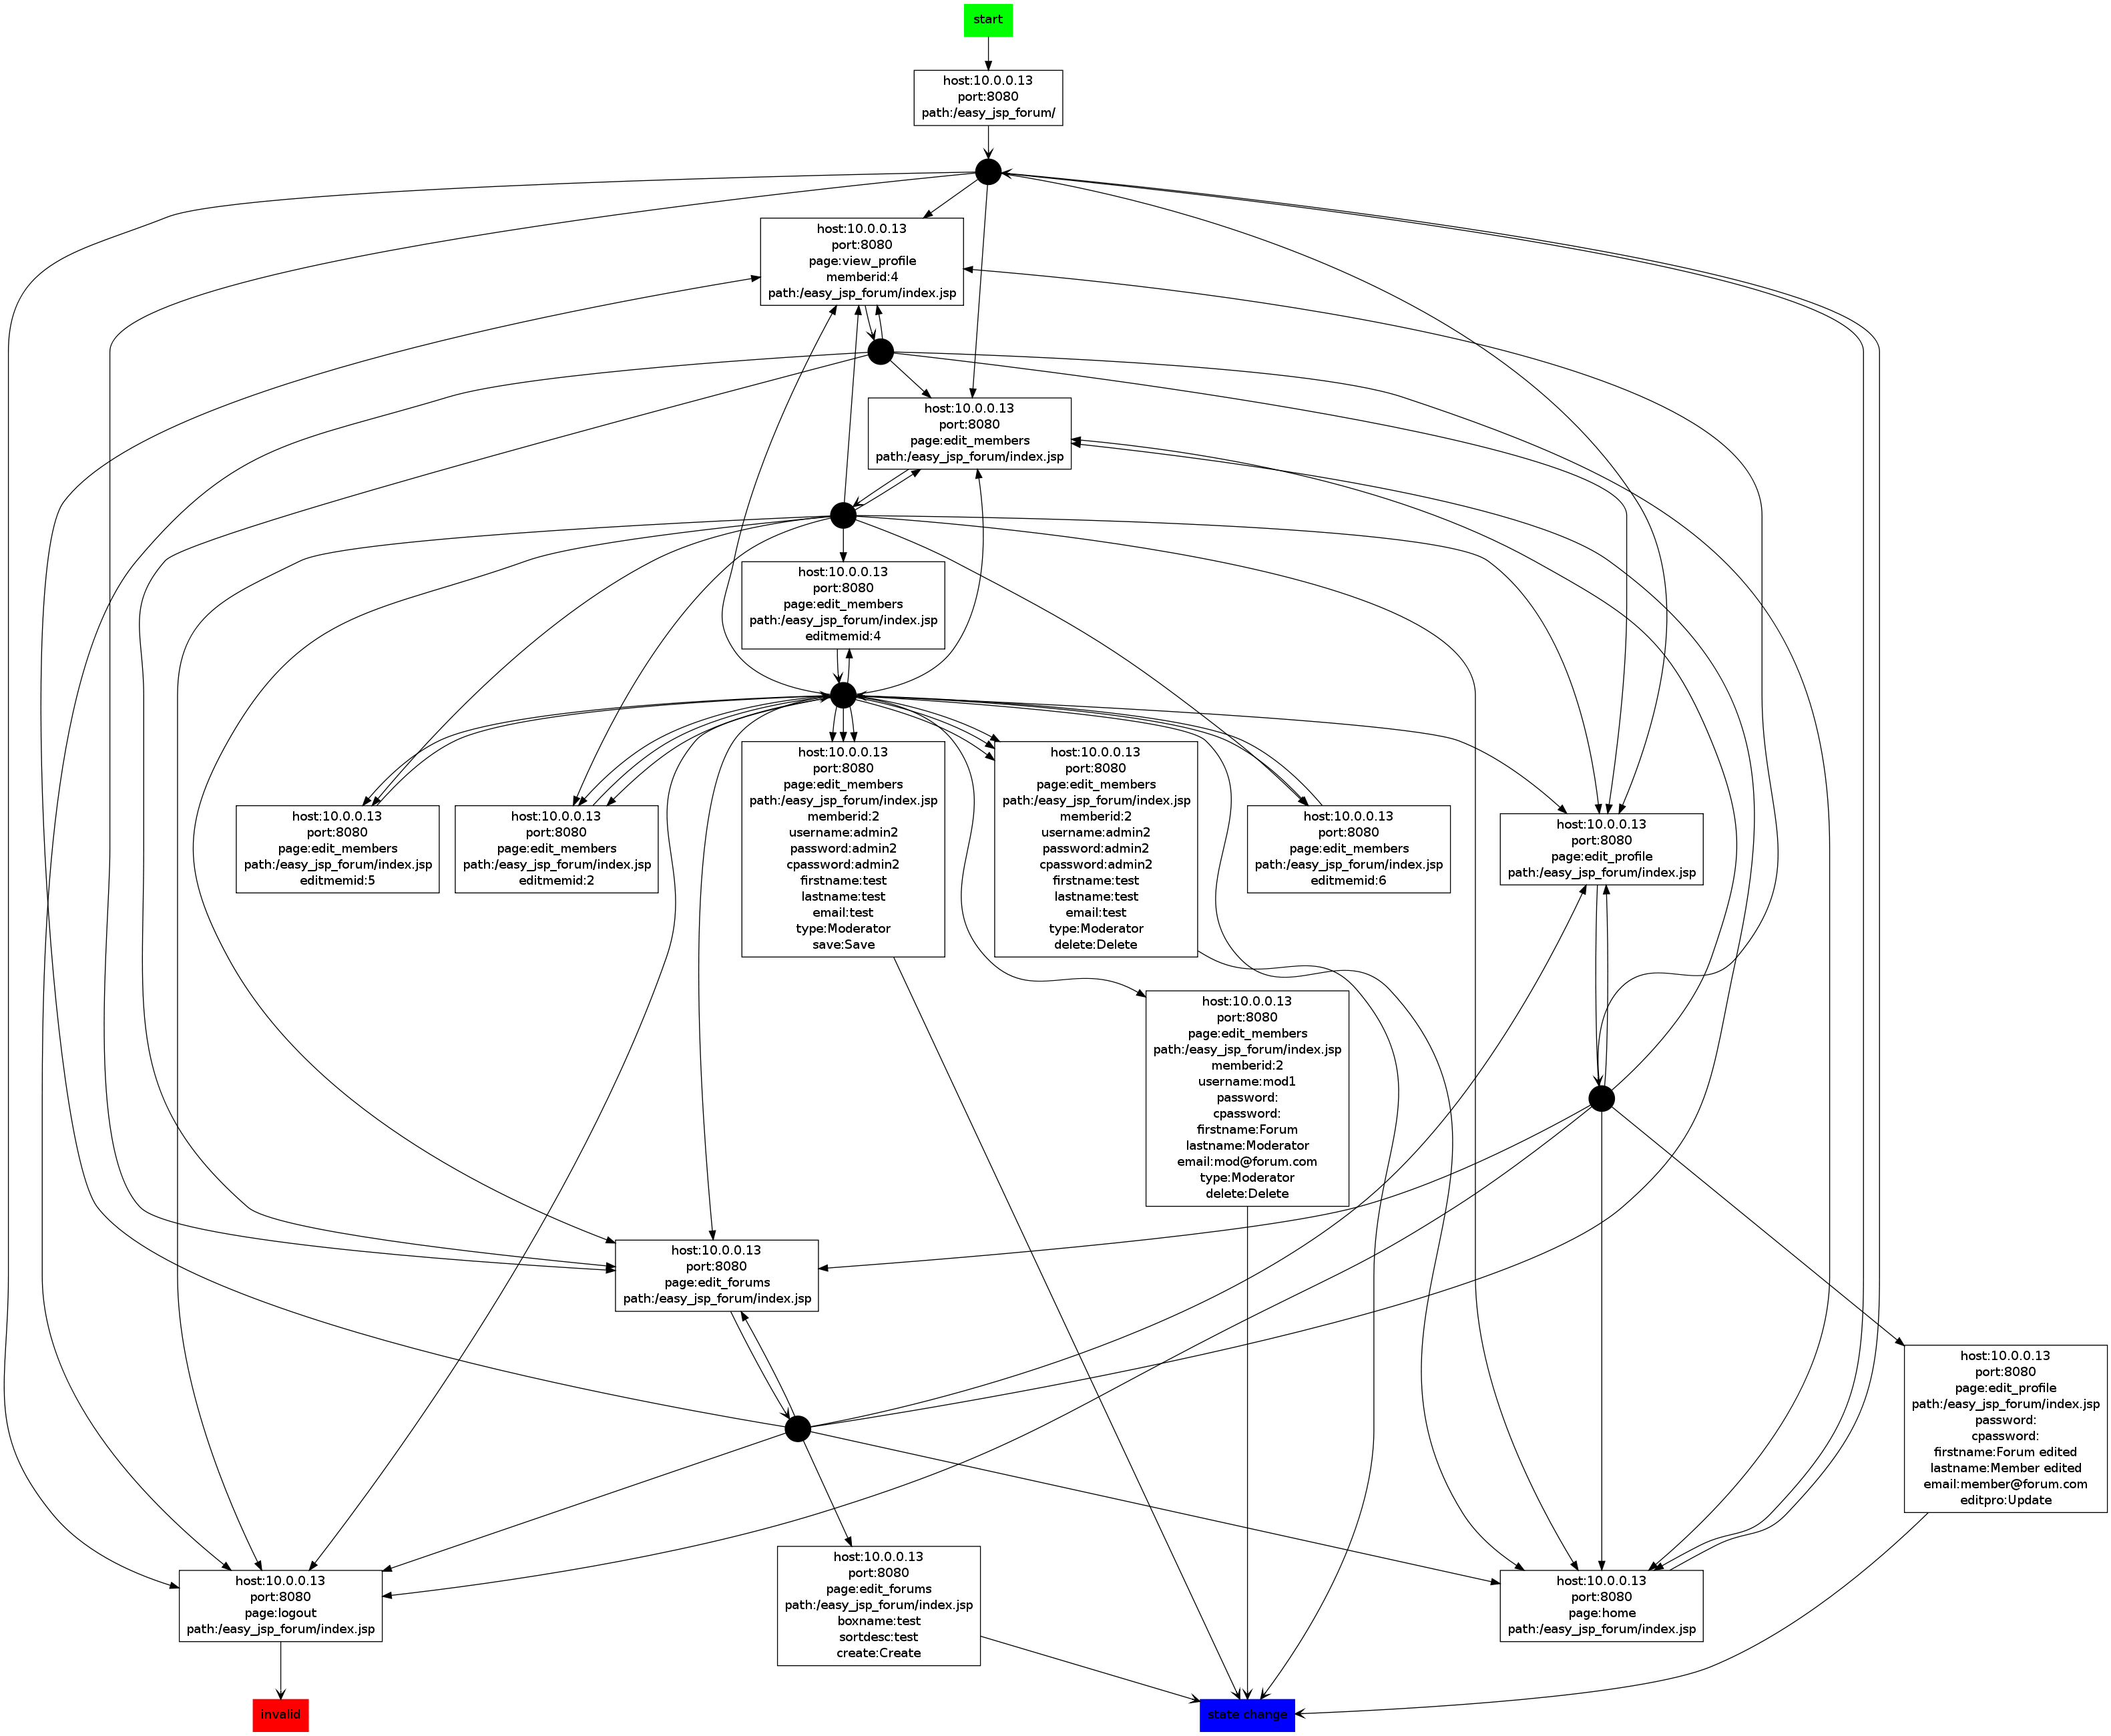 start
host:10.0.0.13
port:8080
path:/easy_jsp_forum/
host:10.0.0.13
port:8080
page:view_profile
memberid:4
path:/easy_jsp_forum/index.jsp
host:10.0.0.13
port:8080
page:edit_members
path:/easy_jsp_forum/index.jsp
host:10.0.0.13
port:8080
page:edit_members
path:/easy_jsp_forum/index.jsp
editmemid:4
host:10.0.0.13
port:8080
page:edit_members
path:/easy_jsp_forum/index.jsp
editmemid:5
host:10.0.0.13
port:8080
page:edit_members
path:/easy_jsp_forum/index.jsp
editmemid:2
host:10.0.0.13
port:8080
page:edit_members
path:/easy_jsp_forum/index.jsp
memberid:2
username:admin2
password:admin2
cpassword:admin2
firstname:test
lastname:test
email:test
type:Moderator
save:Save
host:10.0.0.13
port:8080
page:edit_members
path:/easy_jsp_forum/index.jsp
memberid:2
username:admin2
password:admin2
cpassword:admin2
firstname:test
lastname:test
email:test
type:Moderator
delete:Delete
host:10.0.0.13
port:8080
page:edit_members
path:/easy_jsp_forum/index.jsp
editmemid:6
host:10.0.0.13
port:8080
page:edit_profile
path:/easy_jsp_forum/index.jsp
host:10.0.0.13
port:8080
page:edit_members
path:/easy_jsp_forum/index.jsp
memberid:2
username:mod1
password:
cpassword:
firstname:Forum
lastname:Moderator
email:mod@forum.com
type:Moderator
delete:Delete
host:10.0.0.13
port:8080
page:edit_forums
path:/easy_jsp_forum/index.jsp
host:10.0.0.13
port:8080
page:edit_profile
path:/easy_jsp_forum/index.jsp
password:
cpassword:
firstname:Forum edited
lastname:Member edited
email:member@forum.com
editpro:Update
host:10.0.0.13
port:8080
page:logout
path:/easy_jsp_forum/index.jsp
host:10.0.0.13
port:8080
page:edit_forums
path:/easy_jsp_forum/index.jsp
boxname:test
sortdesc:test
create:Create
host:10.0.0.13
port:8080
page:home
path:/easy_jsp_forum/index.jsp
invalid
state change